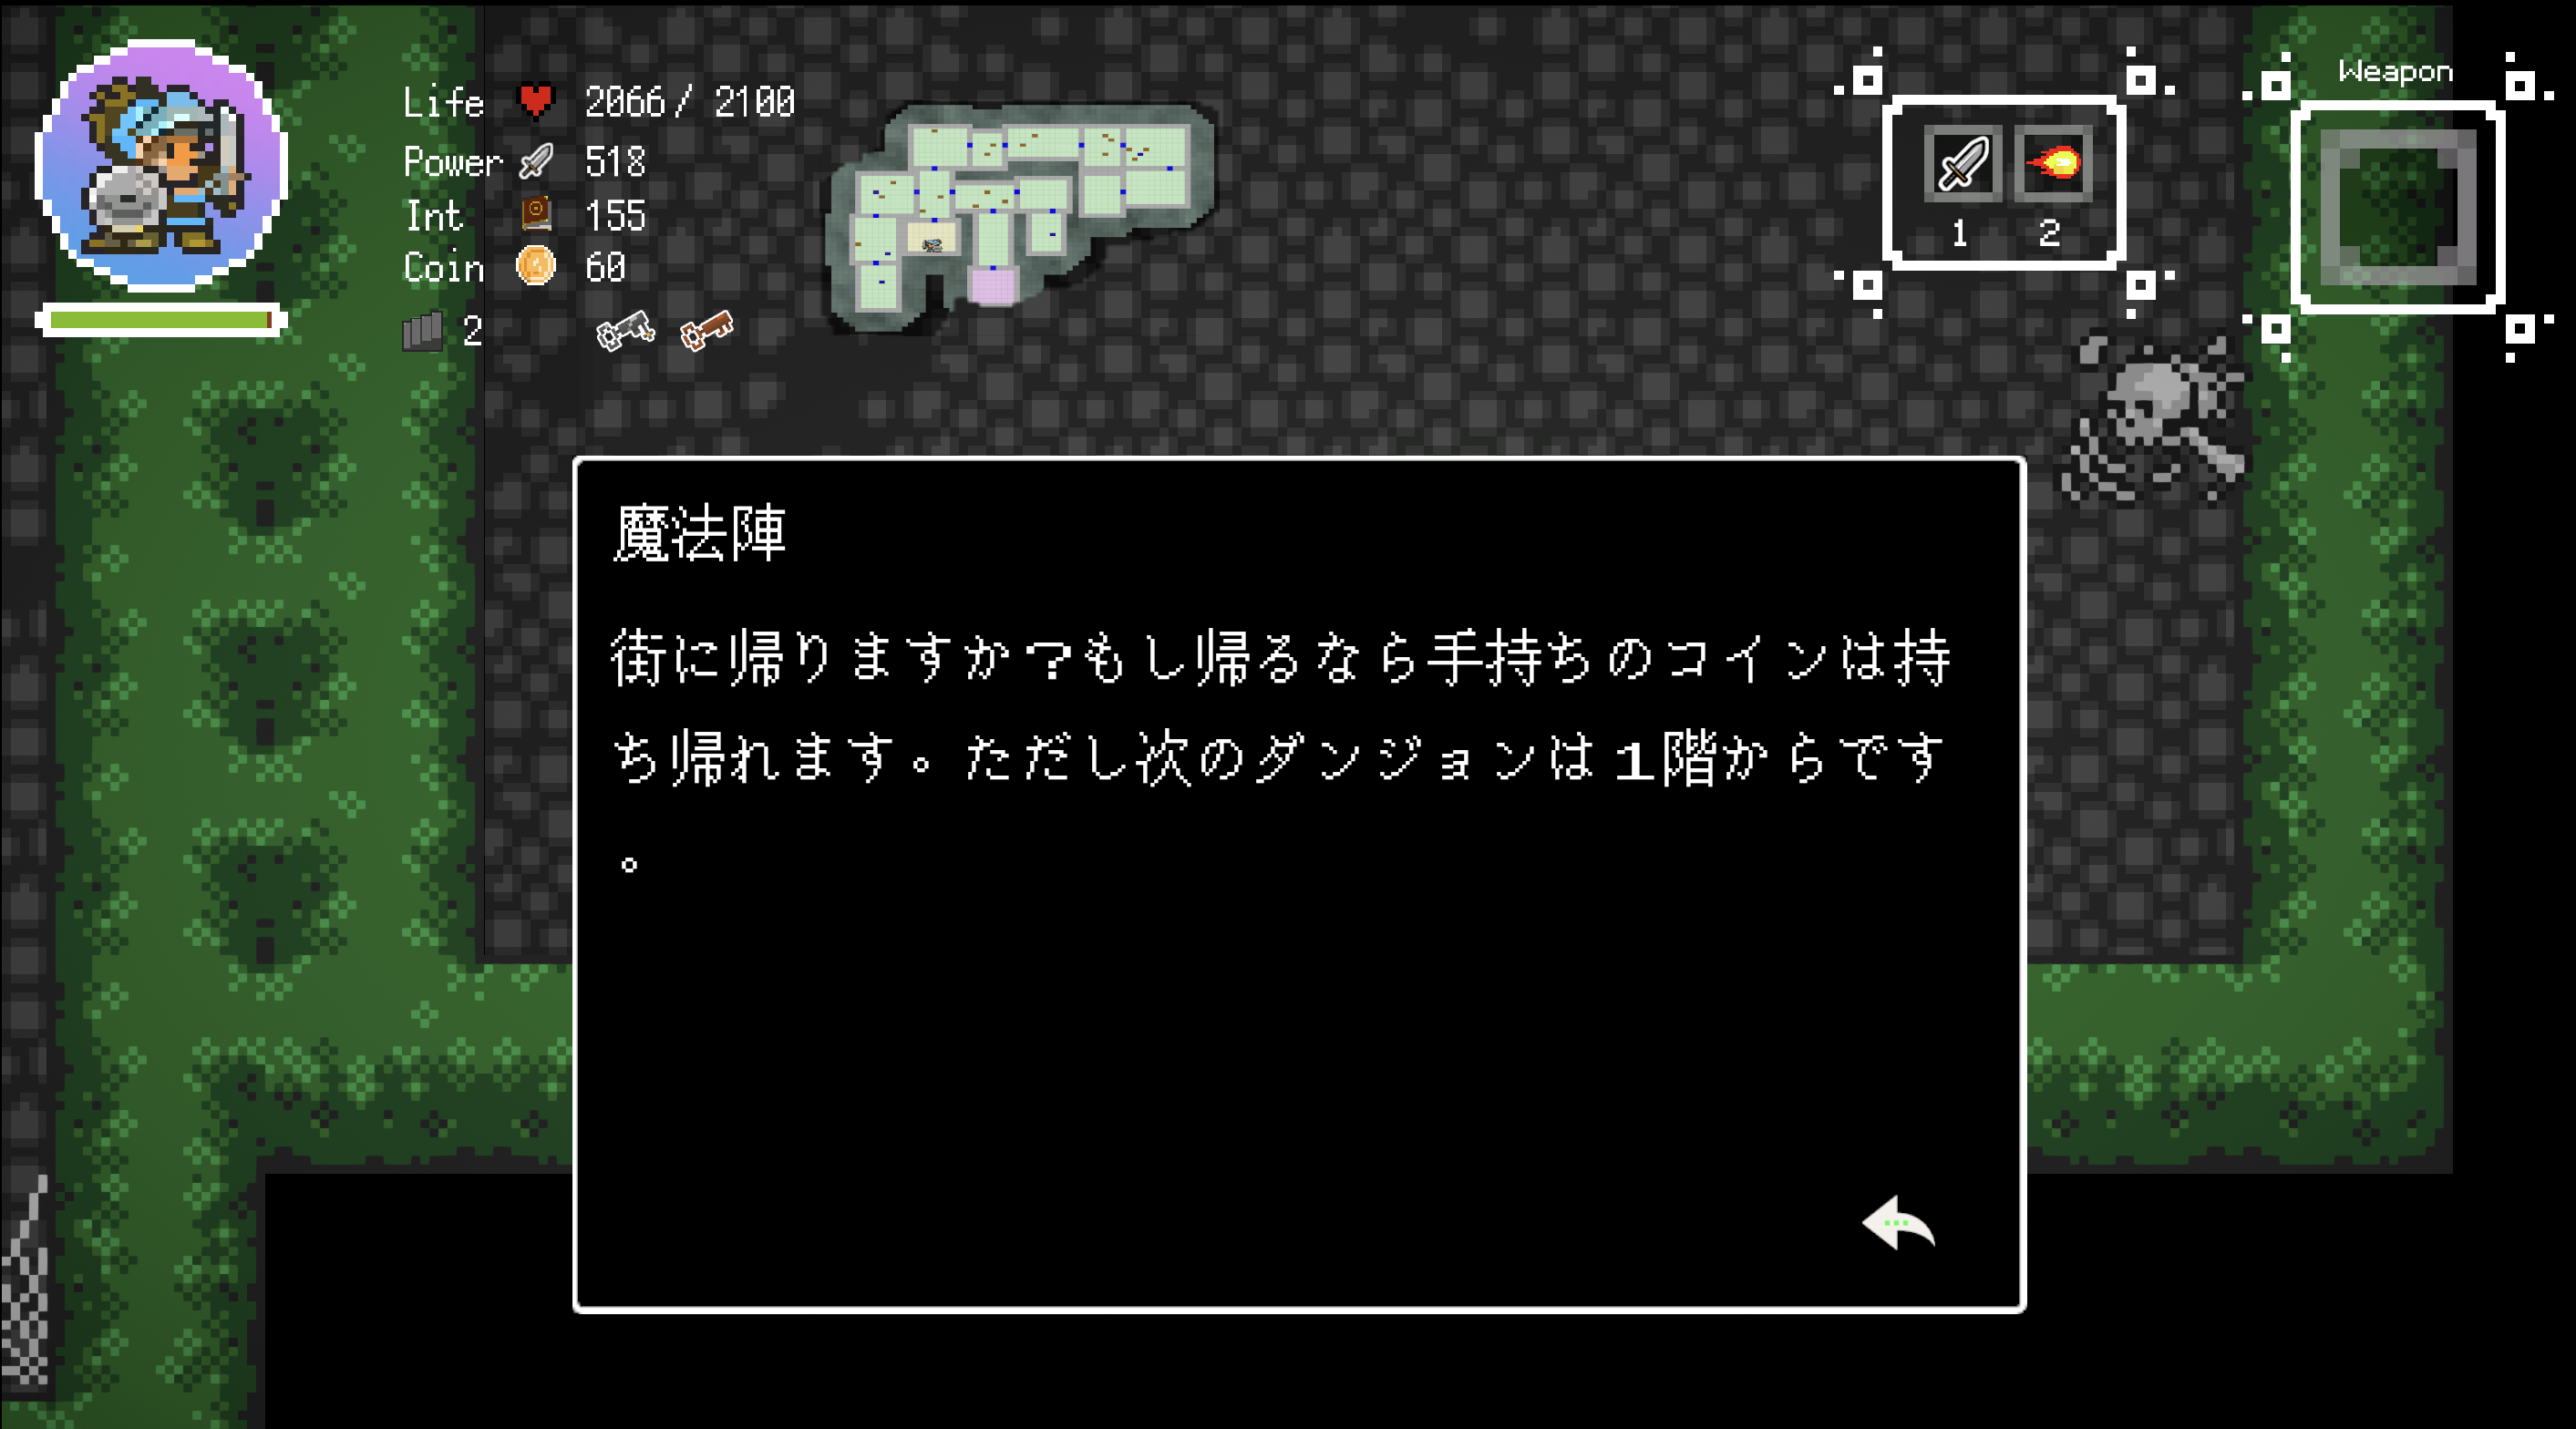 Life 2066/ 2100
Power 518
Int 155
Coin 60
2
1 2
Weapon
魔法陣
街に帰りますか？もし帰るなら手持ちのコインは持
ち帰れます。ただし次のダンジョンは１階からです
。